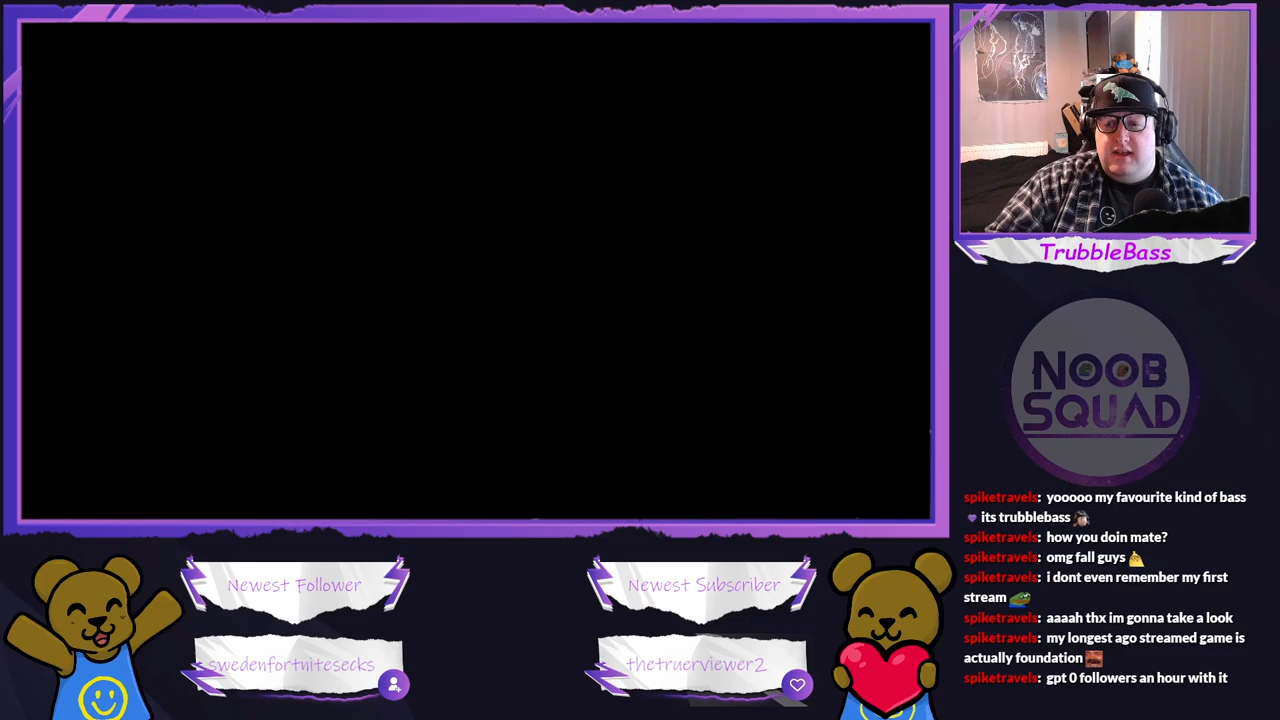 TrubbleBass
NOOB
SQUAD
spiketravels: yooooo my favourite kind of bass
its trubblebass
spiketravels: how you doin mate?
spiketravels: omg fall guys
spiketravels: i dont even remember my first
stream
spiketravels: aaaah thx im gonna take a look
spiketravels: my longest ago streamed game is
actually foundation
spiketravels: gpt 0 followers an hour with it
Newest Follower
swedenfortnitesecks
Newest Subscriber
thetruerviewer2